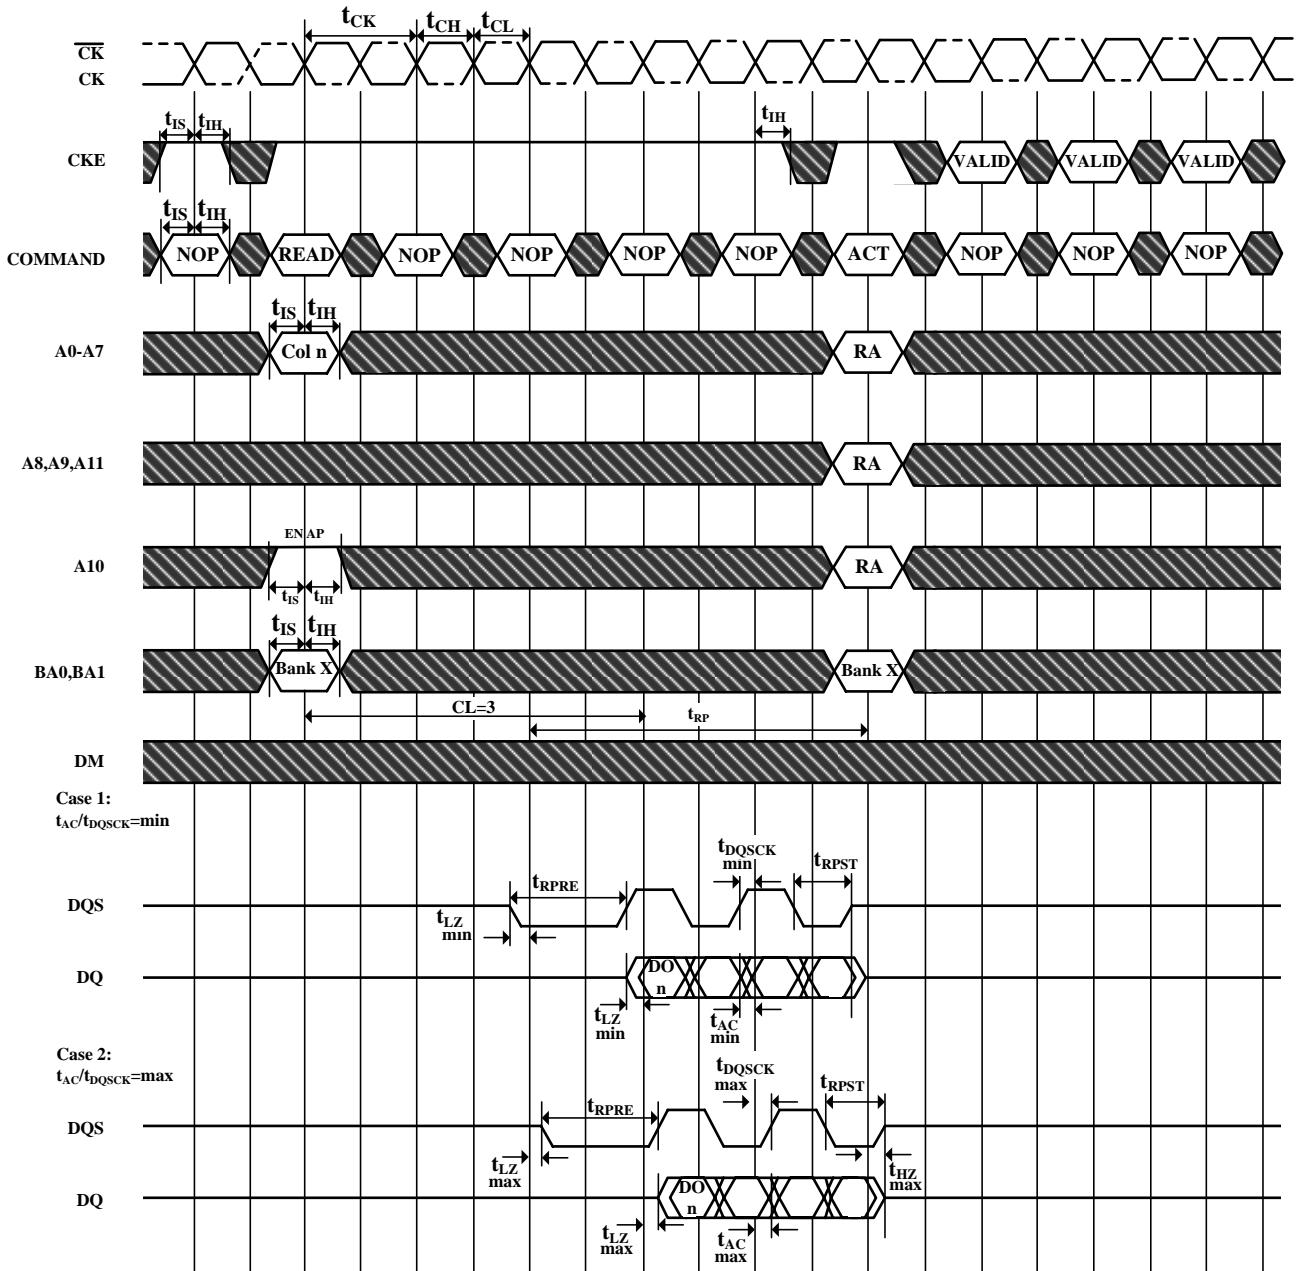 tCK tCH tCL
CK
CK
tIS tIH tIH
CKE VALID VALID VALID
tIS tIH
COMMAND NOP READ NOP NOP NOP NOP ACT NOP NOP NOP
tIS tIH
A0-A7 Col n RA
A8,A9,A11 RA
EN AP
A10 RA
tIS tIH
tIS tIH
BA0,BA1 Bank X Bank X
CL=3 tRP
DM
Case 1:
tAC/tDQSCK=min
tDQSCK
min
tRPST
tRPRE
DQS
tLZ
min
DQ DO
n
tLZ
min
tAC
min
Case 2:
tAC/tDQSCK=max
tDQSCK
max
tRPST
tRPRE
DQS
tLZ
max
tHZ
max
DQ DO
n
tLZ
max
tAC
max